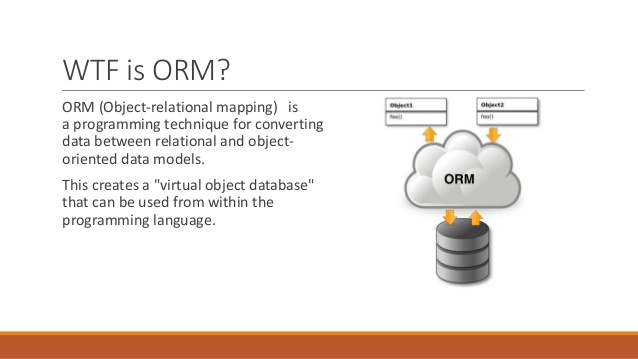 WTF is ORM?
ORM (Object-relational mapping) is
a programming technique for converting
data between relational and object-
oriented data models.
This creates a "virtual object database"
that can be used from within the
programming language.
Object1
foo()
Object2
foo()
ORM